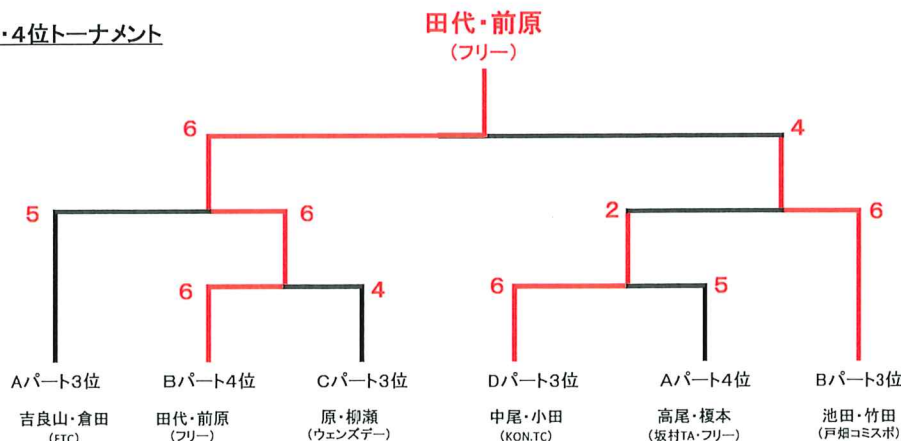 ・4位トーナメント
田代・前原
(フリー)
6 4
5 6 2 6
6 4 6 5
Aパート3位 Bパート4位 Cパート3位 Dパート3位 Aパート4位 Bパート3位
吉良山・倉田 田代・前原 原・柳瀬 中尾・小田 高尾・榎本 池田・竹田
(ETC) (フリー) (ウェンズデー) (KON.TC) (坂村TA・フリー) (戸畑コミスポ)